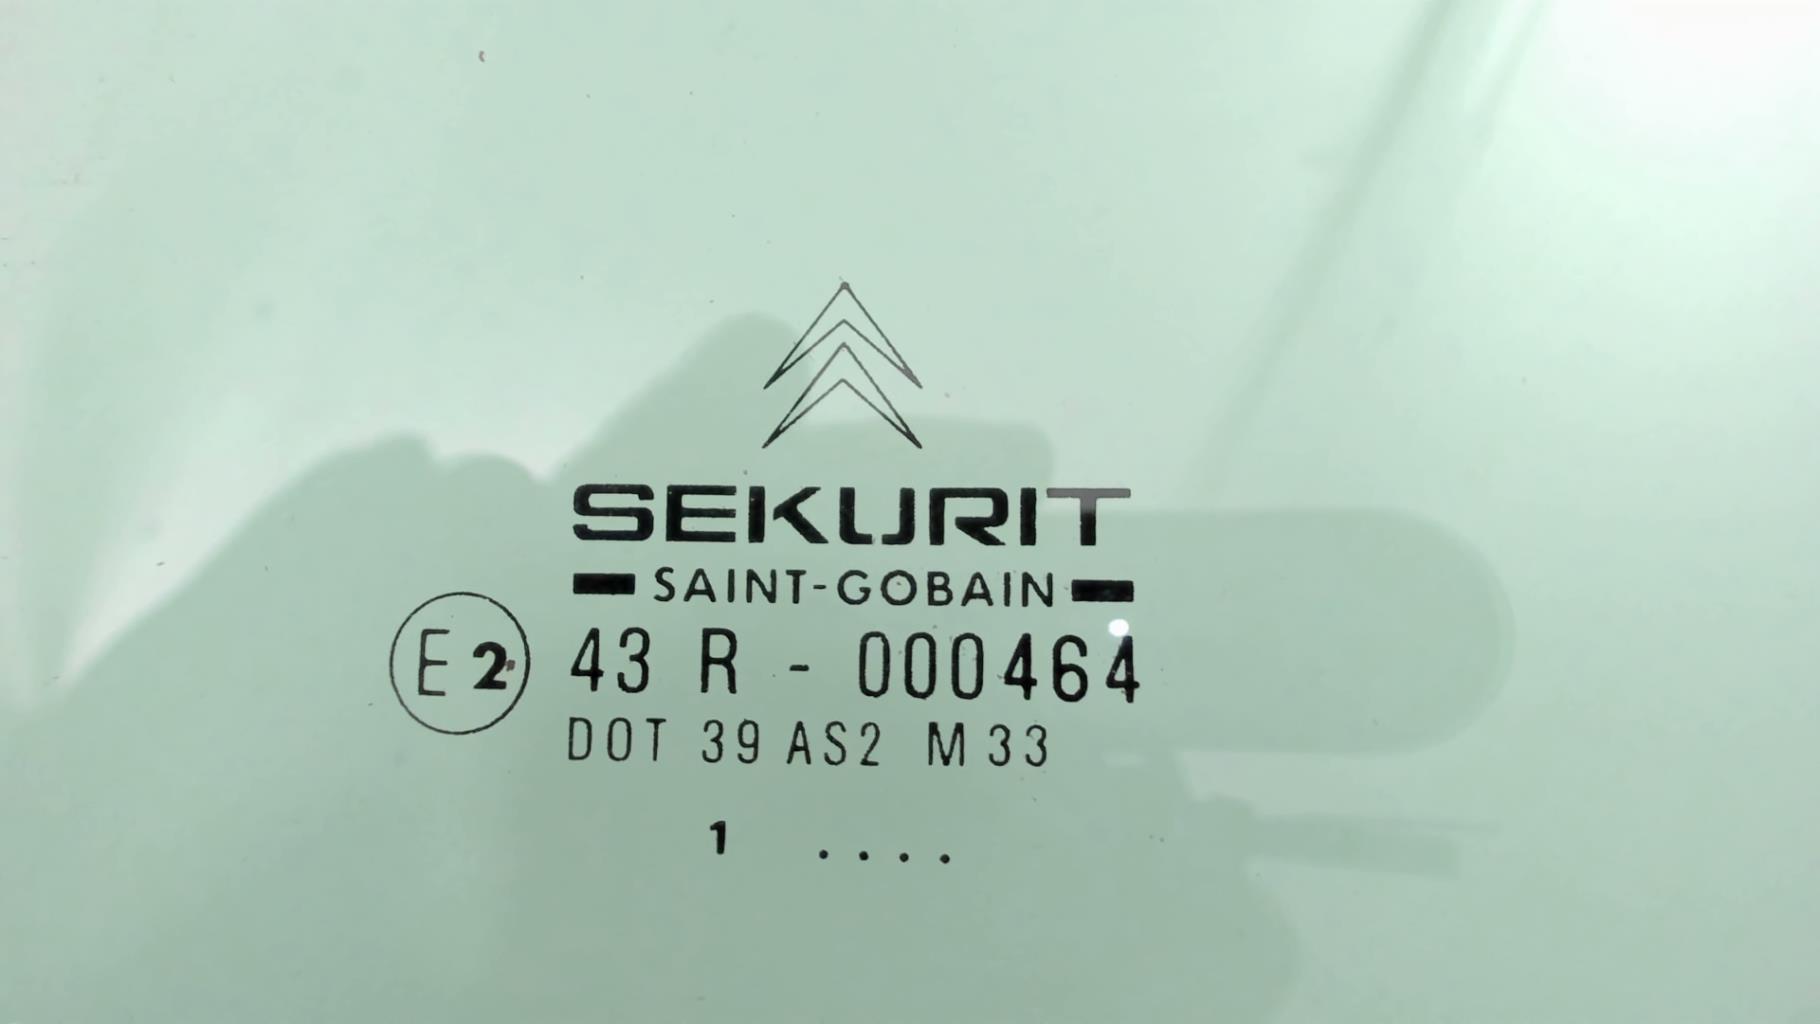 SEKURIT
SAINT-GOBAIN
E2 43 R - 000464
DOT 39 AS2 M33
1 ....